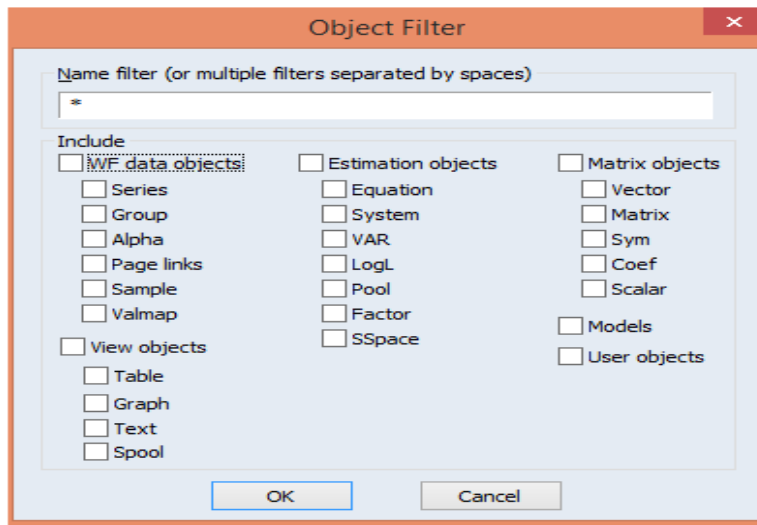 Object Filter
×
Name filter (or multiple filters separated by spaces)
*
Include
WF data objects
Series
Group
Alpha
Page links
Sample
Valmap
View objects
Table
Graph
Text
Spool
Estimation objects
Equation
System
VAR
LogL
Pool
Factor
SSpace
Matrix objects
Vector
Matrix
Sym
Coef
Scalar
Models
User objects
OK
Cancel